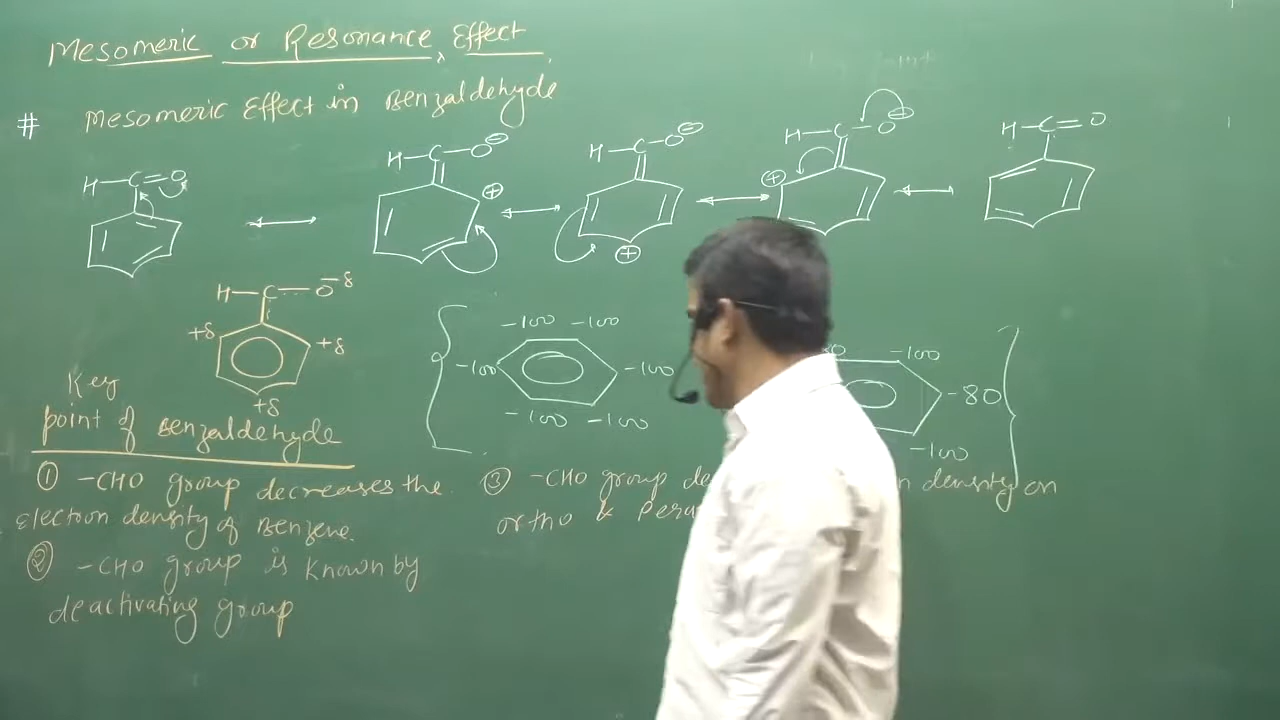 Mesomeric or Resonance Effect
# Mesomeric Effect in Benzaldehyde
H-C=O
H-C-O⊖
⊕
H-C-O⊖
⊕
H-C-O⊕
⊕
H-C=O
H-C-O-δ
+δ +δ
+δ
-100 -100
-100 -100
-100 -100
-100
-80
-100
Key
point of Benzaldehyde
① -CHO group decreases the
electron density of Benzene.
② -CHO group is known by
deactivating group
③ -CHO group density on
ortho &